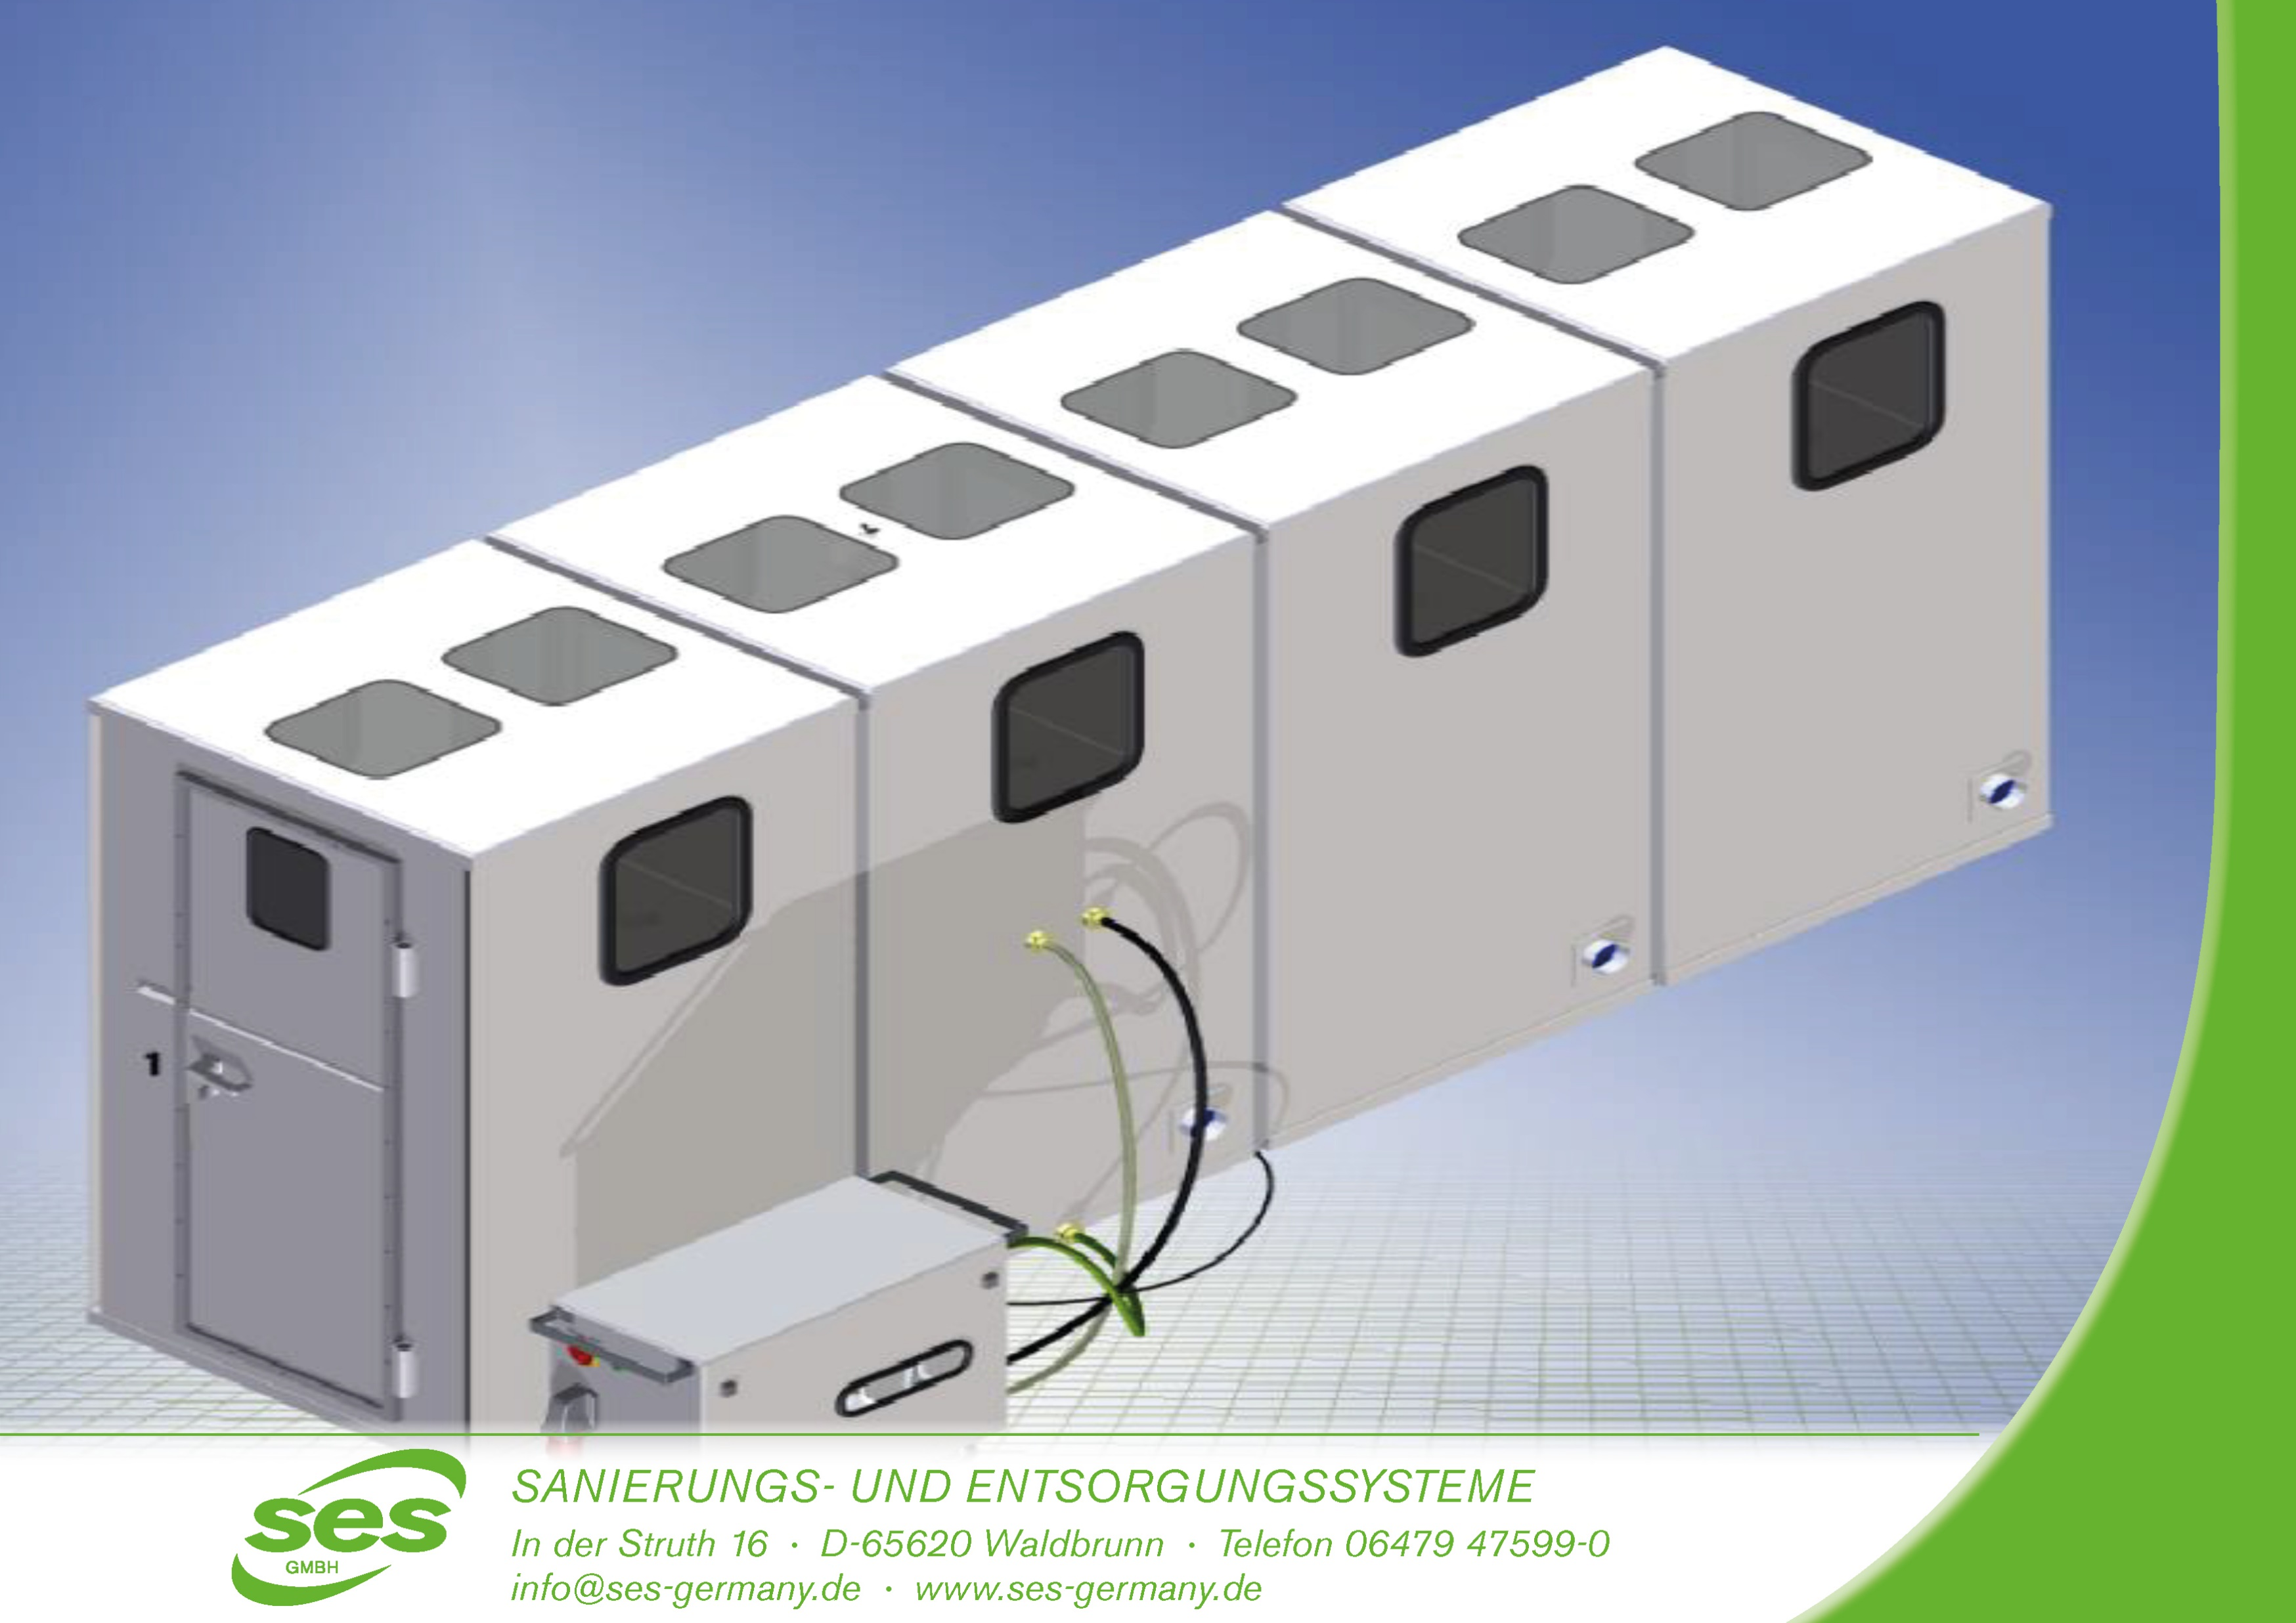 1
ses
GMBH
SANIERUNGS- UND ENTSORGUNGSSYSTEME
In der Struth 16 · D-65620 Waldbrunn · Telefon 06479 47599-0
info@ses-germany.de · www.ses-germany.de